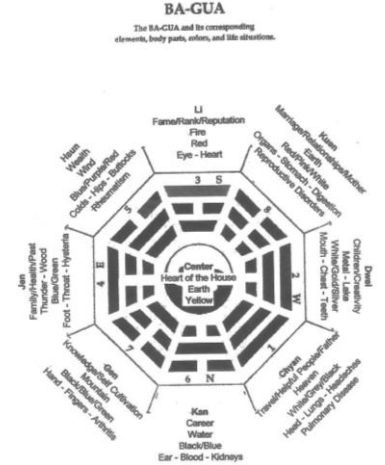 BA-GUA
The BA-GUA and its corresponding
elements, body parts, colors, and life situations.
Li
Fame/Rank/Reputation
Fire
Red
Eye - Heart
Kuen
Marriage/Relationships/Mother
Earth
Red/Pink/White
Organs - Stomach - Digestion
Reproductive Disorders
Dwei
Children/Creativity
Metal - Lake
White/Gold/Silver
Mouth - Chest - Teeth
Chyan
Travel/Helpful People/Father
Heaven
White/Grey/Black
Head - Lungs - Headaches
Pulmonary Disease
Kan
Career
Water
Black/Blue
Ear - Blood - Kidneys
Gen
Knowledge/Self Cultivation
Mountain
Black/Blue/Green
Hand - Fingers - Arthritis
Jen
Family/Health/Past
Thunder - Wood
Blue/Green
Foot - Throat - Hysteria
Haun
Wealth
Wind
Blue/Purple/Red
Colds - Hips - Buttocks
Rheumatism
3 S
8
2 W
1
6 N
7
4 E
5
Center
Heart of the House
Earth
Yellow